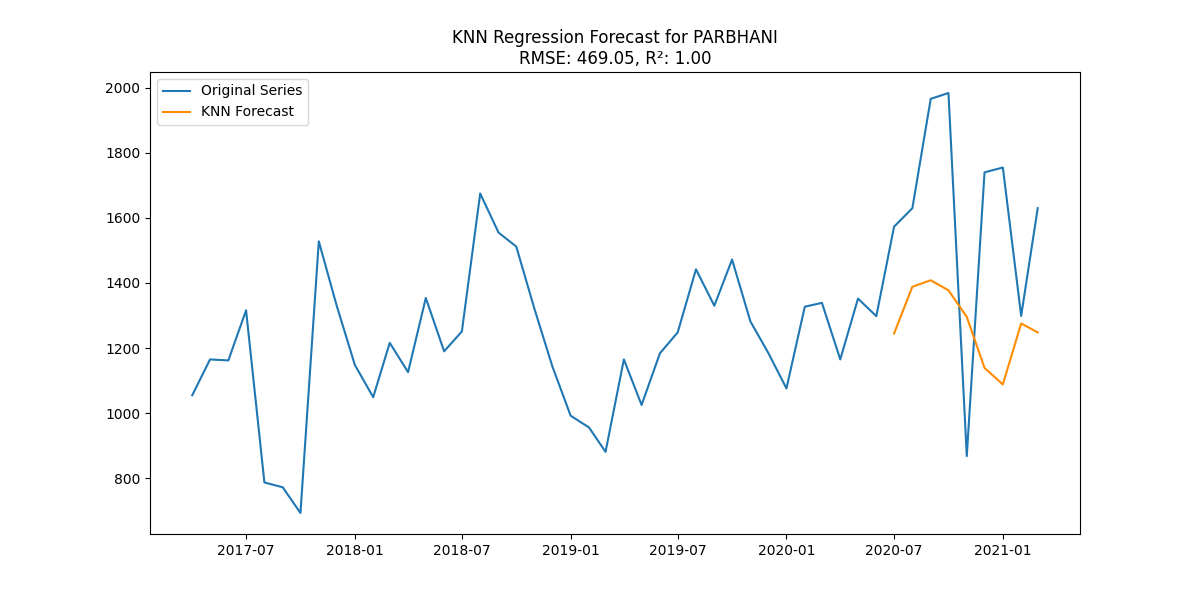 KNN Regression Forecast for PARBHANI
RMSE: 469.05, R²: 1.00
Original Series
KNN Forecast
2000
1800
1600
1400
1200
1000
800
2017-07 2018-01 2018-07 2019-01 2019-07 2020-01 2020-07 2021-01